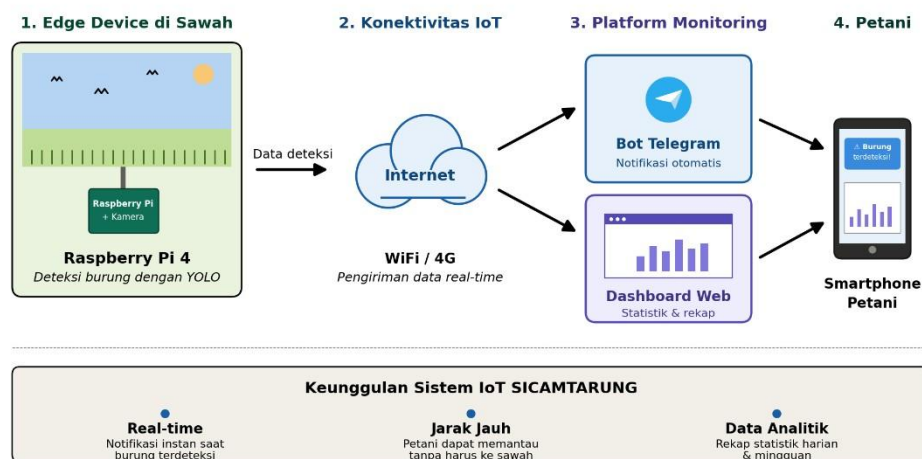 1. Edge Device di Sawah
2. Konektivitas IoT
3. Platform Monitoring
4. Petani
Raspberry Pi
+ Kamera
Raspberry Pi 4
Deteksi burung dengan YOLO
Data deteksi
Internet
WiFi / 4G
Pengiriman data real-time
Bot Telegram
Notifikasi otomatis
Dashboard Web
Statistik & rekap
⚠ Burung
terdeteksi!
Smartphone
Petani
Keunggulan Sistem IoT SICAMTARUNG
Real-time
Notifikasi instan saat
burung terdeteksi
Jarak Jauh
Petani dapat memantau
tanpa harus ke sawah
Data Analitik
Rekap statistik harian
& mingguan